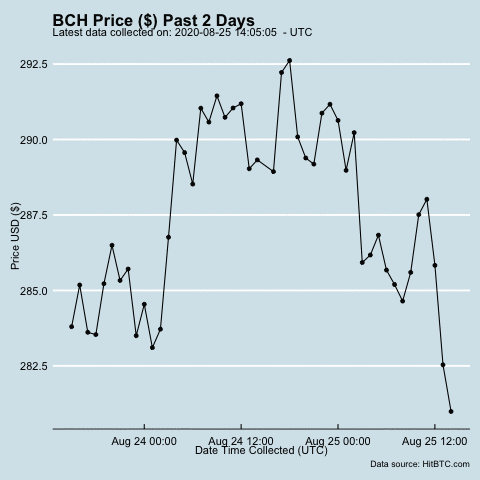 BCH Price ($) Past 2 Days
Latest data collected on: 2020-08-25 14:05:05  - UTC
Price USD ($)
292.5
290.0
287.5
285.0
282.5
Aug 24 00:00
Aug 24 12:00
Aug 25 00:00
Aug 25 12:00
Date Time Collected (UTC)
Data source: HitBTC.com